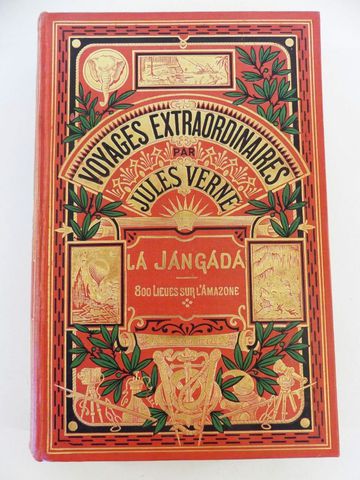 VOYAGES EXTRAORDINAIRES
PAR
JULES VERNE
LA JANGADA
800 LIEUES SUR L'AMAZONE